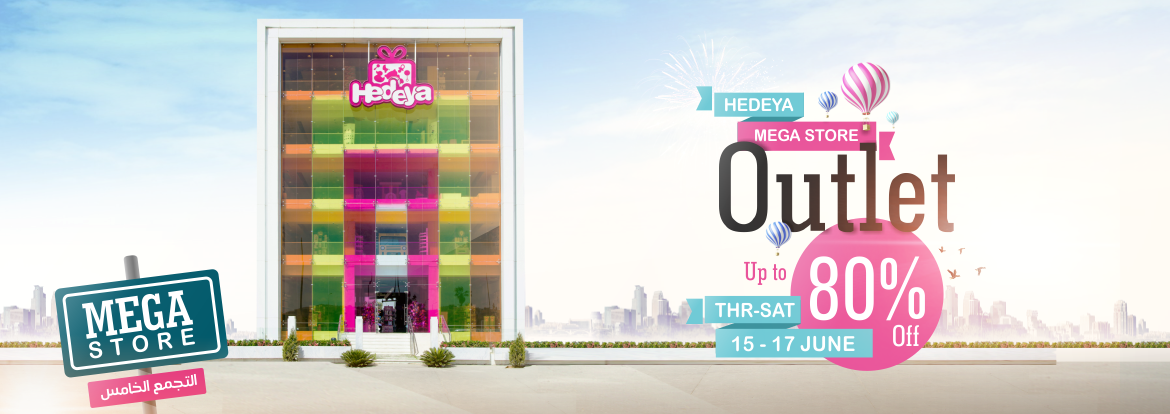 Hedeya
HEDEYA
MEGA STORE
Outlet
Up to
80%
Off
THR-SAT
15 - 17 JUNE
MEGA
STORE
التجمع الخامس